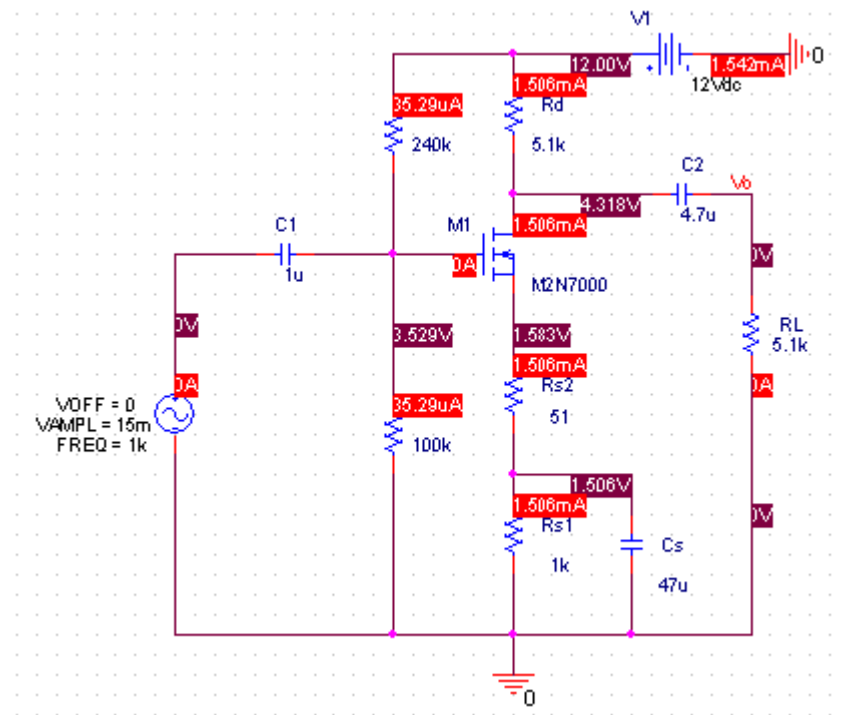 V1
12.00V
1.542mA
0
12Vdc
1.506mA
35.29uA
Rd
240k
5.1k
C2
Vo
4.318V
4.7u
C1
M1
1.506mA
0A
1u
M2N7000
0V
0V
3.529V
1.583V
RL
5.1k
1.506mA
0A
Rs2
0A
VOFF = 0
VAMPL = 15m
FREQ = 1k
35.29uA
51
100k
1.506V
1.506mA
0V
Rs1
Cs
1k
47u
0